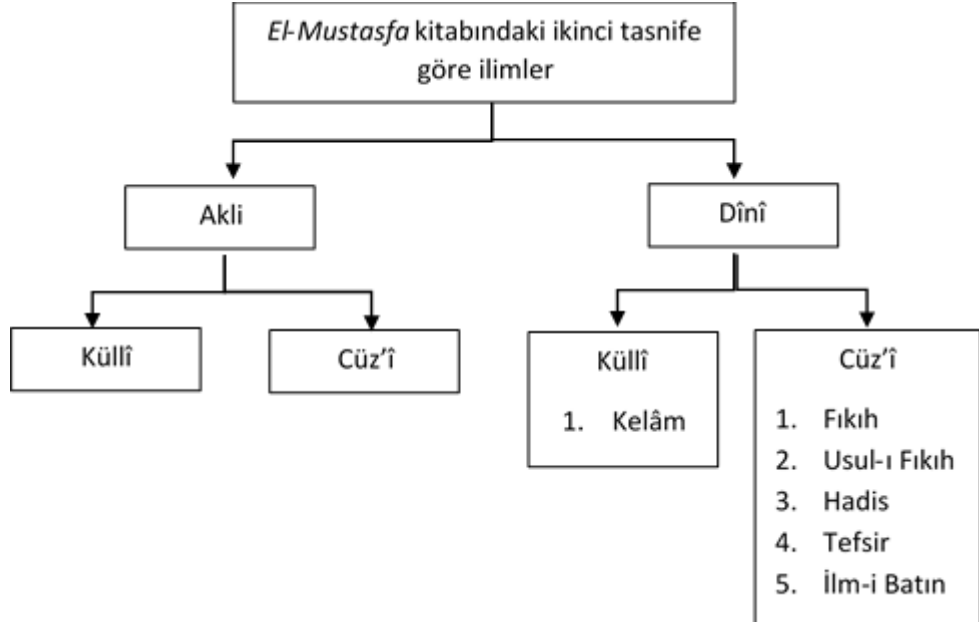 El-Mustasfa kitabındaki ikinci tasnife
göre ilimler
Akli
Dînî
Küllî
Cüz’î
Küllî
1. Kelâm
Cüz’î
1. Fıkıh
2. Usul-ı Fıkıh
3. Hadis
4. Tefsir
5. İlm-i Batın